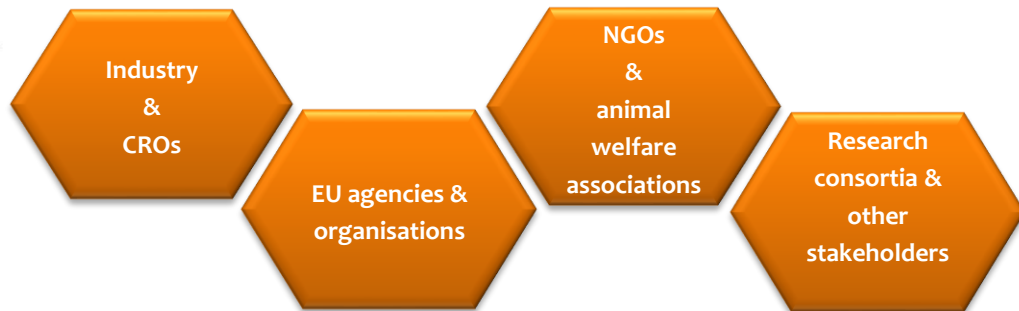 Industry
&
CROs
EU agencies &
organisations
NGOs
&
animal
welfare
associations
Research
consortia &
other
stakeholders